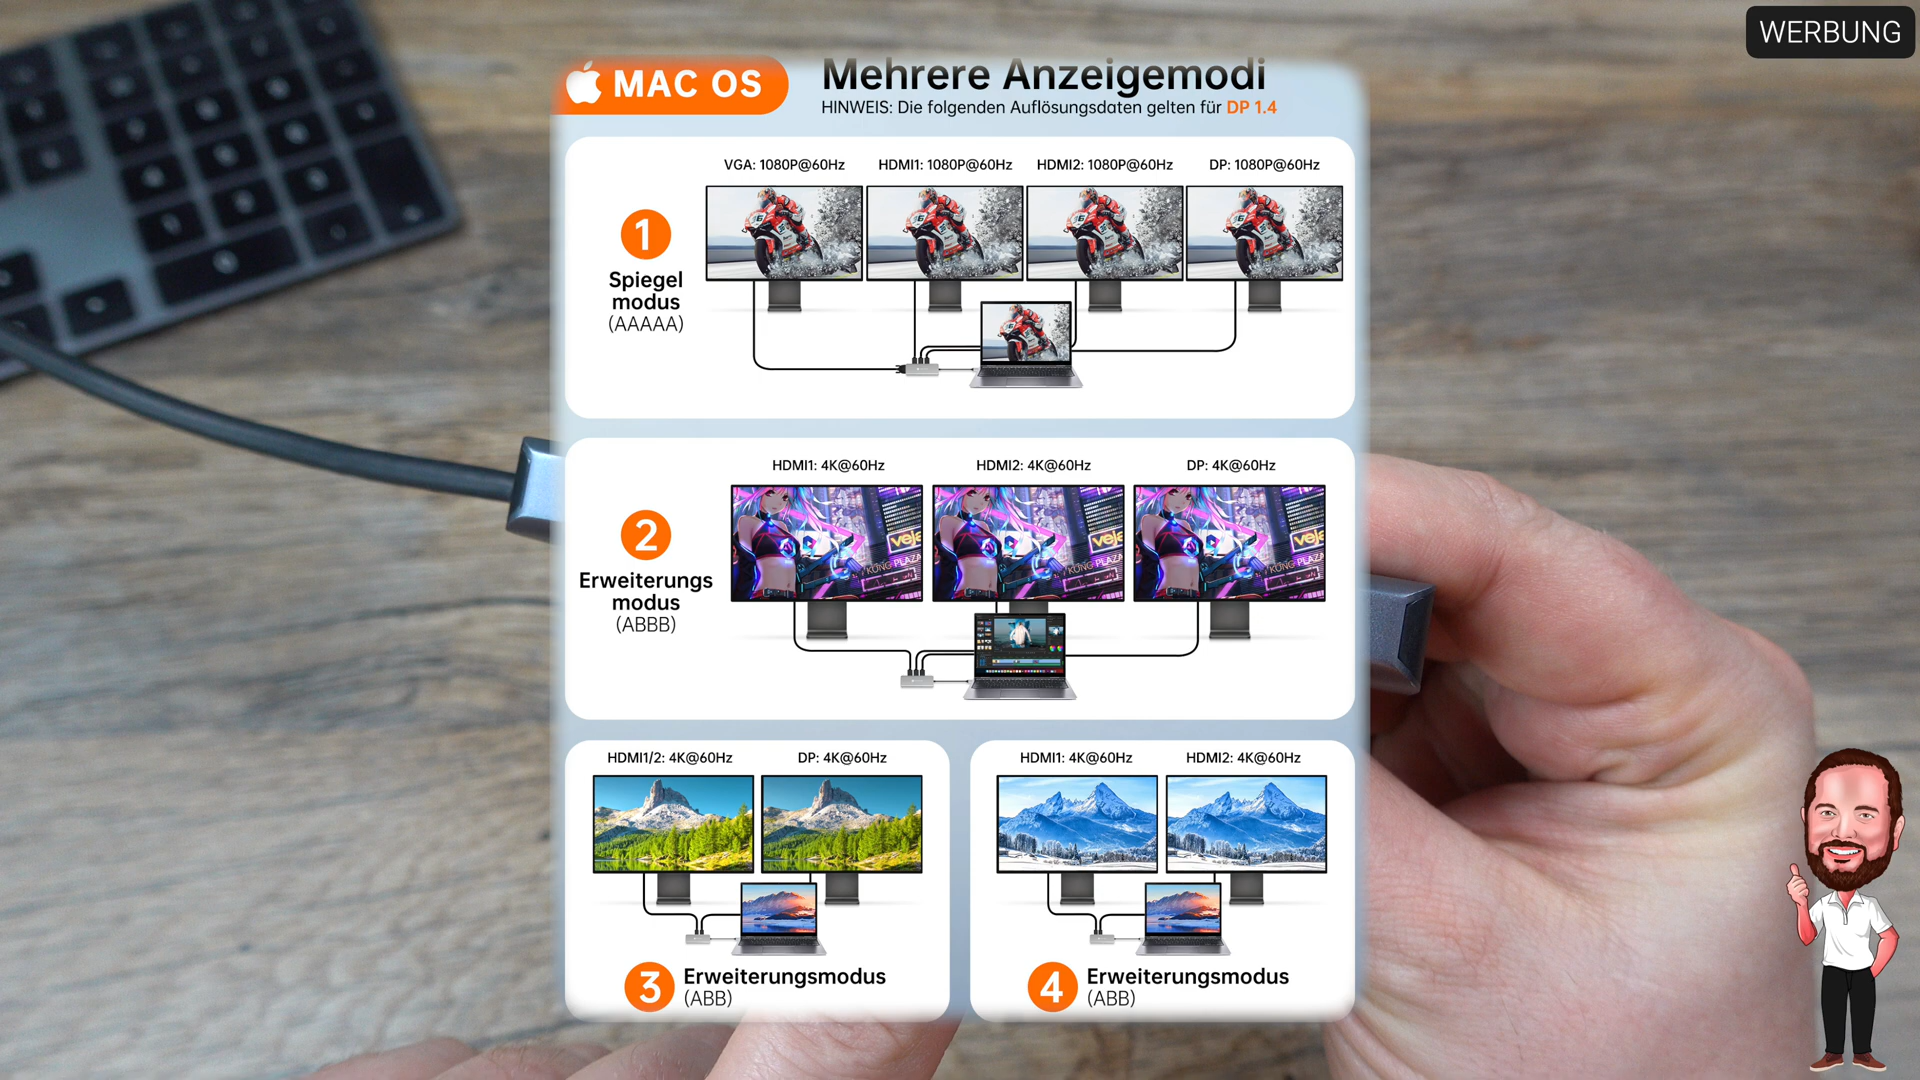 WERBUNG
MAC OS
Mehrere Anzeigemodi
HINWEIS: Die folgenden Auflösungsdaten gelten für DP 1.4
VGA: 1080P@60Hz
HDMI1: 1080P@60Hz
HDMI2: 1080P@60Hz
DP: 1080P@60Hz
1
Spiegel
modus
(AAAAA)
HDMI1: 4K@60Hz
HDMI2: 4K@60Hz
DP: 4K@60Hz
2
Erweiterungs
modus
(ABBB)
HDMI1/2: 4K@60Hz
DP: 4K@60Hz
3
Erweiterungsmodus
(ABB)
HDMI1: 4K@60Hz
HDMI2: 4K@60Hz
4
Erweiterungsmodus
(ABB)